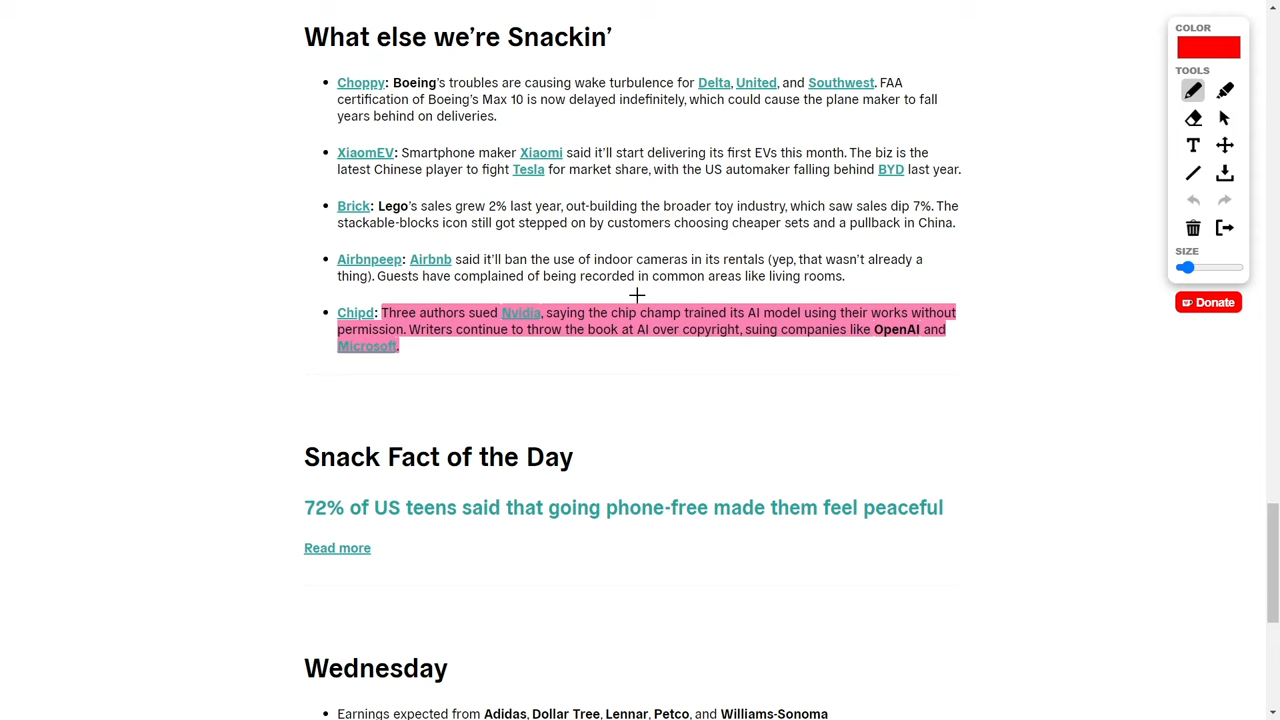 What else we're Snackin'
Choppy: Boeing's troubles are causing wake turbulence for Delta, United, and Southwest. FAA
certification of Boeing's Max 10 is now delayed indefinitely, which could cause the plane maker to fall
years behind on deliveries.
XiaomEV: Smartphone maker Xiaomi said it'll start delivering its first EVs this month. The biz is the
latest Chinese player to fight Tesla for market share, with the US automaker falling behind BYD last year.
Brick: Lego's sales grew 2% last year, out-building the broader toy industry, which saw sales dip 7%. The
stackable-blocks icon still got stepped on by customers choosing cheaper sets and a pullback in China.
Airbnpeep: Airbnb said it'll ban the use of indoor cameras in its rentals (yep, that wasn't already a
thing). Guests have complained of being recorded in common areas like living rooms.
Chipd: Three authors sued Nvidia, saying the chip champ trained its AI model using their works without
permission. Writers continue to throw the book at AI over copyright, suing companies like OpenAI and
Microsoft.
Snack Fact of the Day
72% of US teens said that going phone-free made them feel peaceful
Read more
Wednesday
Earnings expected from Adidas, Dollar Tree, Lennar, Petco, and Williams-Sonoma
COLOR
TOOLS
T
SIZE
Donate